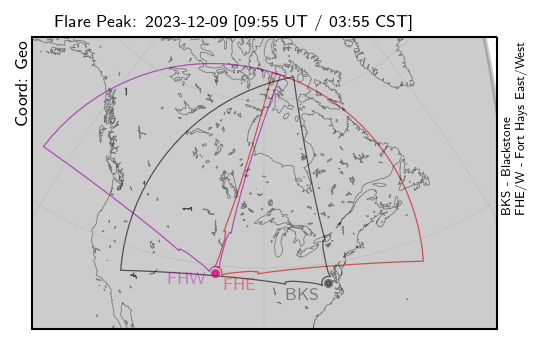 Flare Peak: 2023-12-09 [09:55 UT / 03:55 CST]
Coord: Geo
BKS - Blackstone
FHE/W - Fort Hays East/West
FHW
FHE
BKS